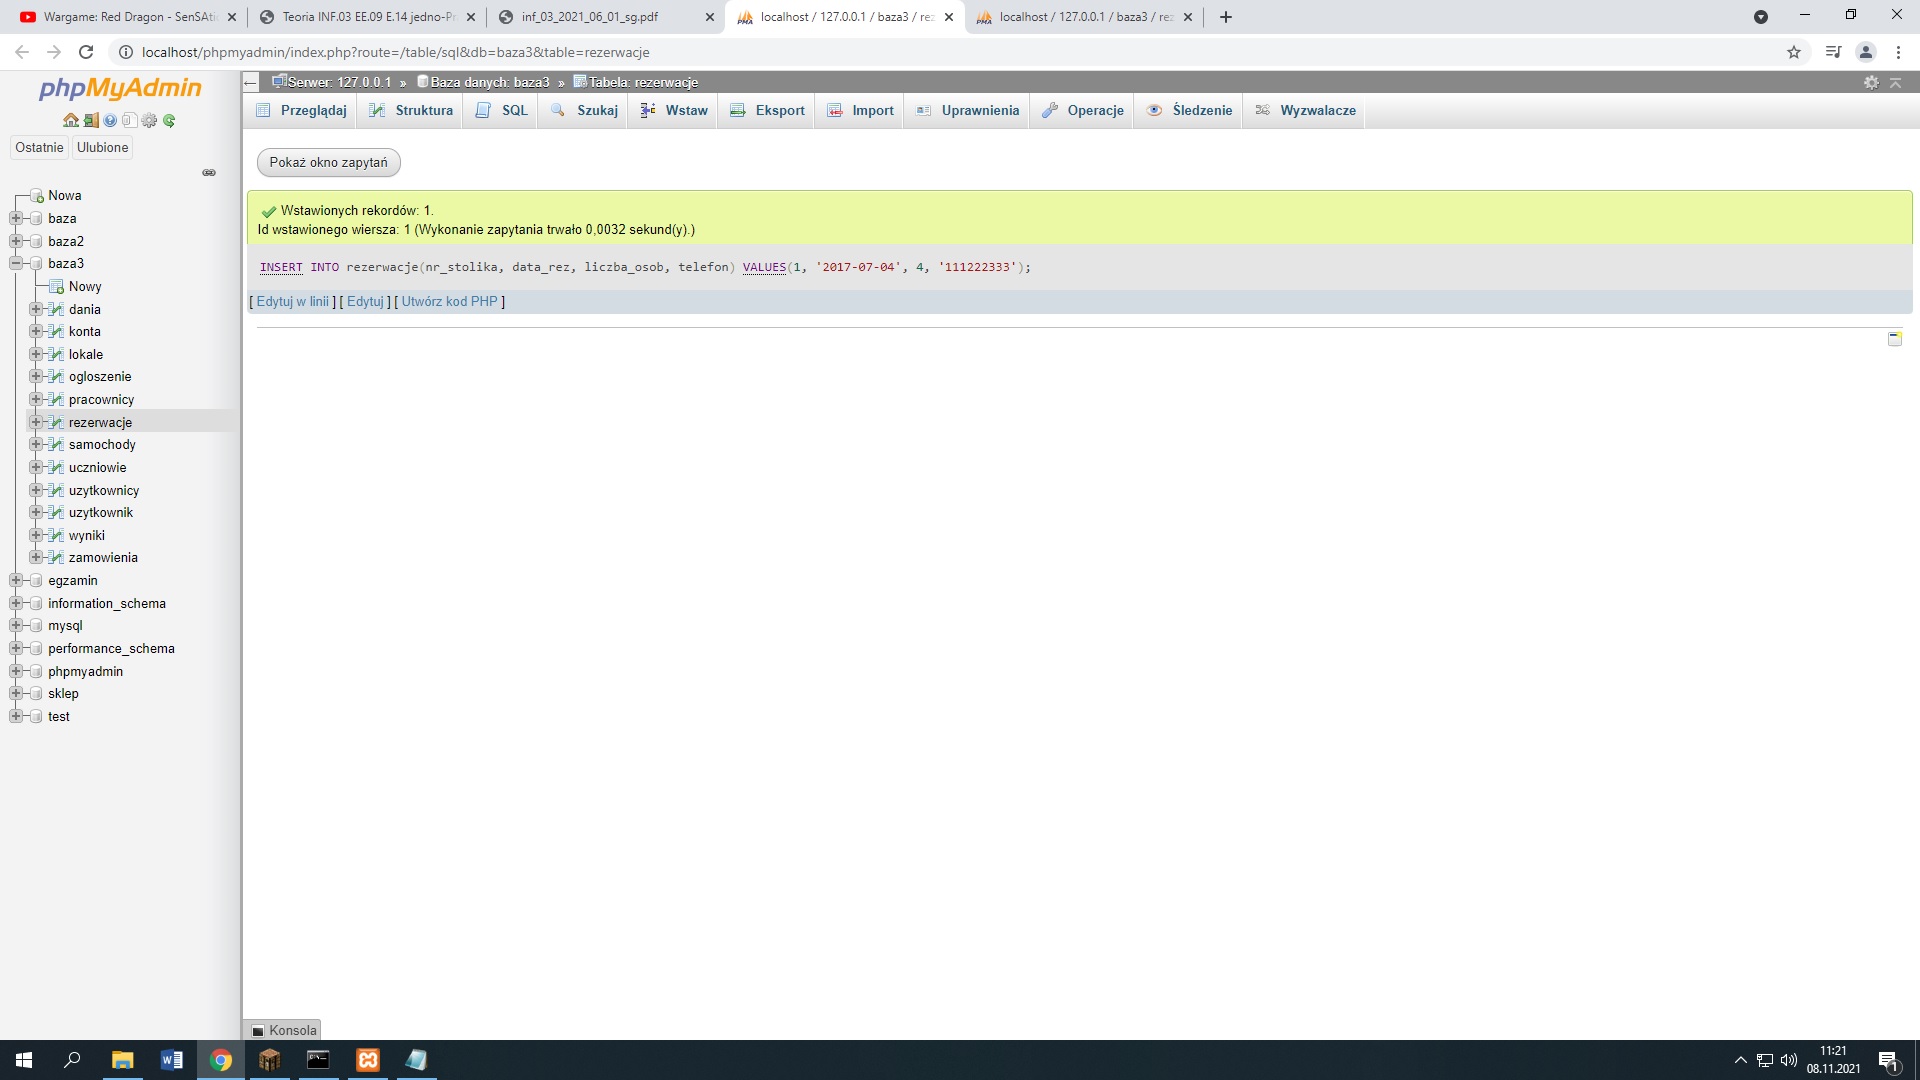 Wargame: Red Dragon - SenSAti
Teoria INF.03 EE.09 E.14 jedno-Pr
inf_03_2021_06_01_sg.pdf
localhost / 127.0.0.1 / baza3 / rez
localhost / 127.0.0.1 / baza3 / rez
localhost/phpmyadmin/index.php?route=/table/sql&db=baza3&table=rezerwacje
phpMyAdmin
Ostatnie
Ulubione
Nowa
baza
baza2
baza3
Nowy
dania
konta
lokale
ogloszenie
pracownicy
rezerwacje
samochody
uczniowie
uzytkownicy
uzytkownik
wyniki
zamowienia
egzamin
information_schema
mysql
performance_schema
phpmyadmin
sklep
test
Serwer: 127.0.0.1 » Baza danych: baza3 » Tabela: rezerwacje
Przeglądaj Struktura SQL Szukaj Wstaw Eksport Import Uprawnienia Operacje Śledzenie Wyzwalacze
Pokaż okno zapytań
Wstawionych rekordów: 1.
Id wstawionego wiersza: 1 (Wykonanie zapytania trwało 0,0032 sekund(y).)
INSERT INTO rezerwacje(nr_stolika, data_rez, liczba_osob, telefon) VALUES(1, '2017-07-04', 4, '111222333');
[ Edytuj w linii ] [ Edytuj ] [ Utwórz kod PHP ]
Konsola
11:21
08.11.2021
1